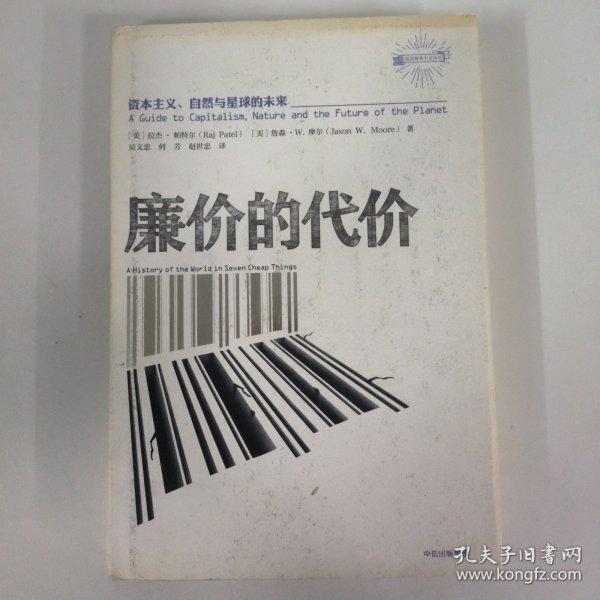 资本主义、自然与星球的未来
A Guide to Capitalism, Nature and the Future of the Planet
［美］拉杰·帕特尔（Raj Patel） ［美］詹森·W. 摩尔（Jason W. Moore） 著
吴文忠 何芳 赵世忠 译
廉价的代价
A History of the World in Seven Cheap Things
中信出版
孔夫子旧书网
www.kongfz.com